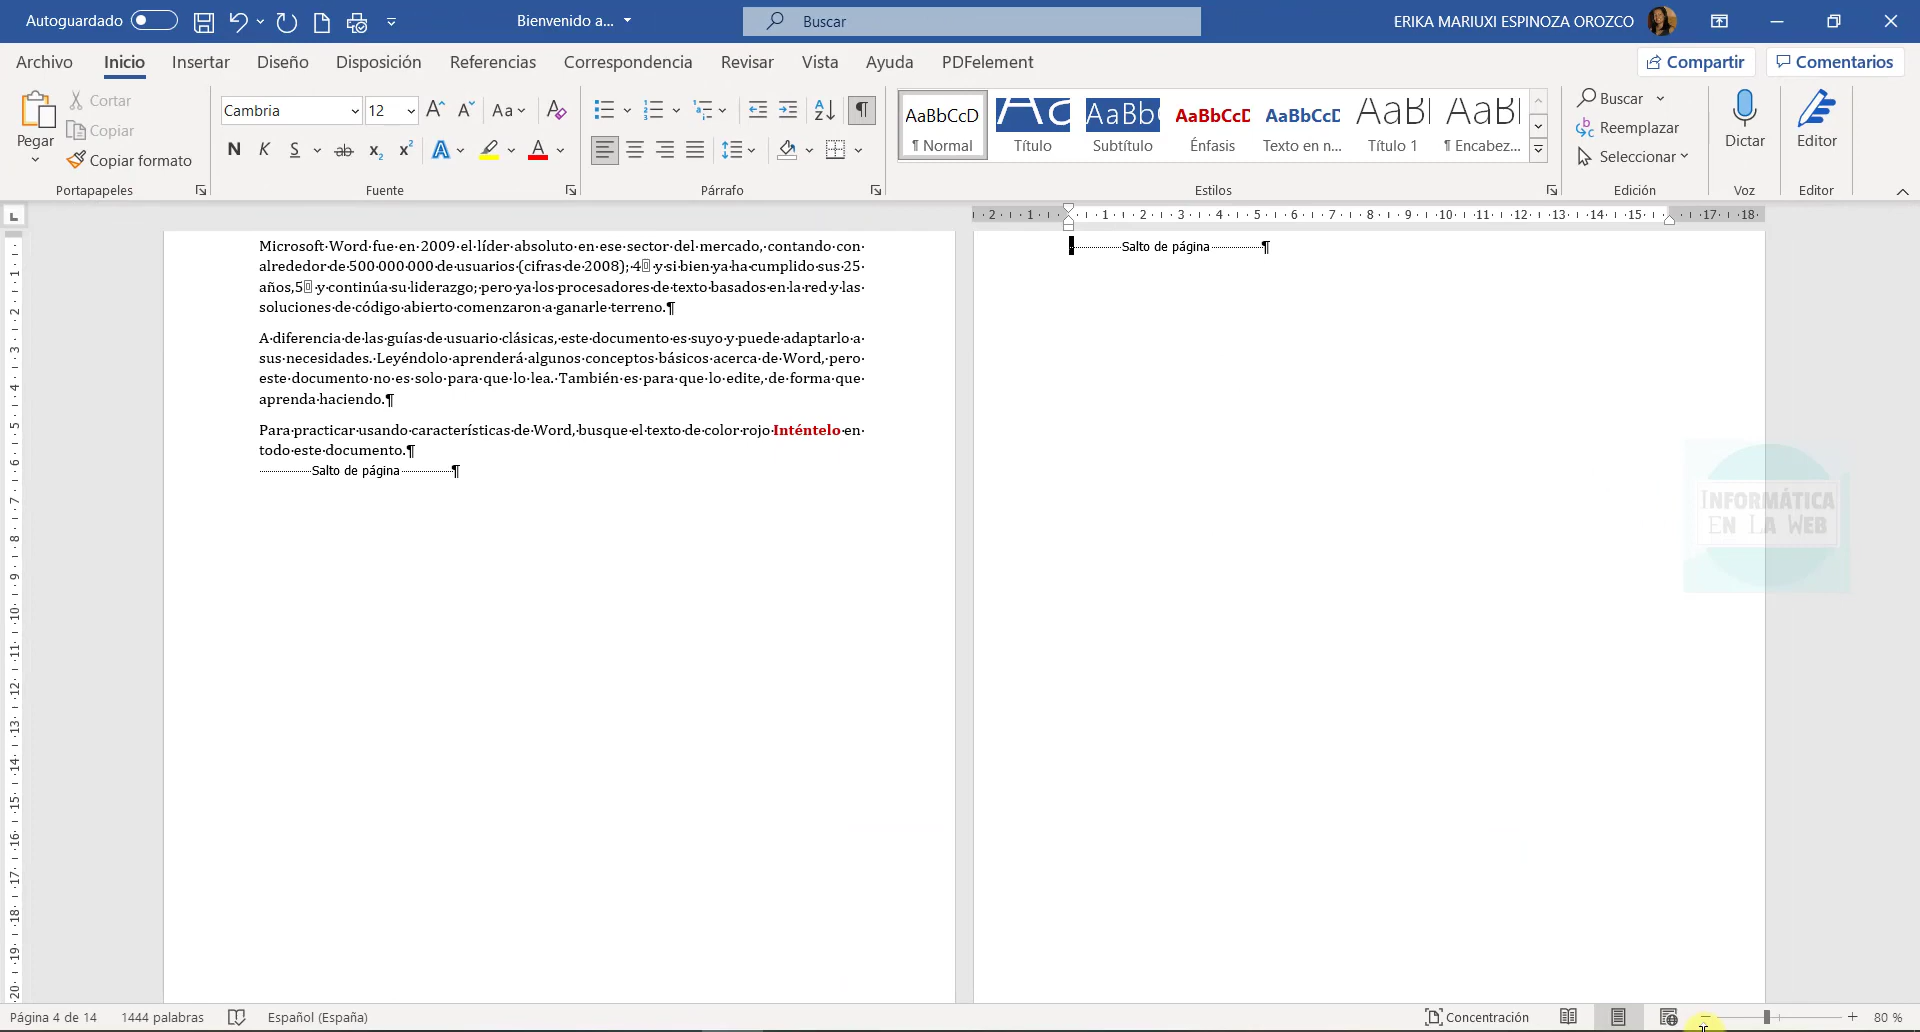 Autoguardado
Bienvenido a...
Buscar
ERIKA MARIUXI ESPINOZA OROZCO
Archivo Inicio Insertar Diseño Disposición Referencias Correspondencia Revisar Vista Ayuda PDFelement
Compartir
Comentarios
Pegar
Cortar
Copiar
Copiar formato
Portapapeles
Cambria 12
Aa
N K S ab x₂ x²
Fuente
Párrafo
AaBbCcD
¶ Normal
Título
AaBb
Subtítulo
AaBbCcD
Énfasis
AaBbCcD
Texto en n...
AaB
Título 1
AaB
¶ Encabez...
Estilos
Buscar
Reemplazar
Seleccionar
Edición
Dictar
Voz
Editor
Editor
Microsoft·Word·fue·en·2009·el·líder·absoluto·en·ese·sector·del·mercado,·contando·con·
alrededor·de·500·000·000·de·usuarios·(cifras·de·2008);·4▯·y·si·bien·ya·ha·cumplido·sus·25·
años,5▯·y·continúa·su·liderazgo;·pero·ya·los·procesadores·de·texto·basados·en·la·red·y·las·
soluciones·de·código·abierto·comenzaron·a·ganarle·terreno.¶
A·diferencia·de·las·guías·de·usuario·clásicas,·este·documento·es·suyo·y·puede·adaptarlo·a·
sus·necesidades.·Leyéndolo·aprenderá·algunos·conceptos·básicos·acerca·de·Word,·pero·
este·documento·no·es·solo·para·que·lo·lea.·También·es·para·que·lo·edite,·de·forma·que·
aprenda·haciendo.¶
Para·practicar·usando·características·de·Word,·busque·el·texto·de·color·rojo·Inténtelo·en·
todo·este·documento.¶
Salto de página¶
Salto de página¶
INFORMÁTICA
EN LA WEB
Página 4 de 14 1444 palabras Español (España)
Concentración
80 %